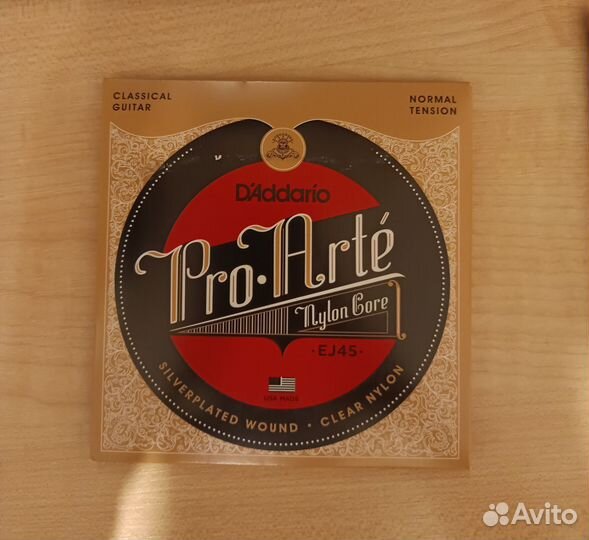 CLASSICAL
GUITAR
NORMAL
TENSION
D'Addario
Pro·Arté
Nylon Core
·EJ45·
USA MADE
SILVERPLATED WOUND · CLEAR NYLON
Avito